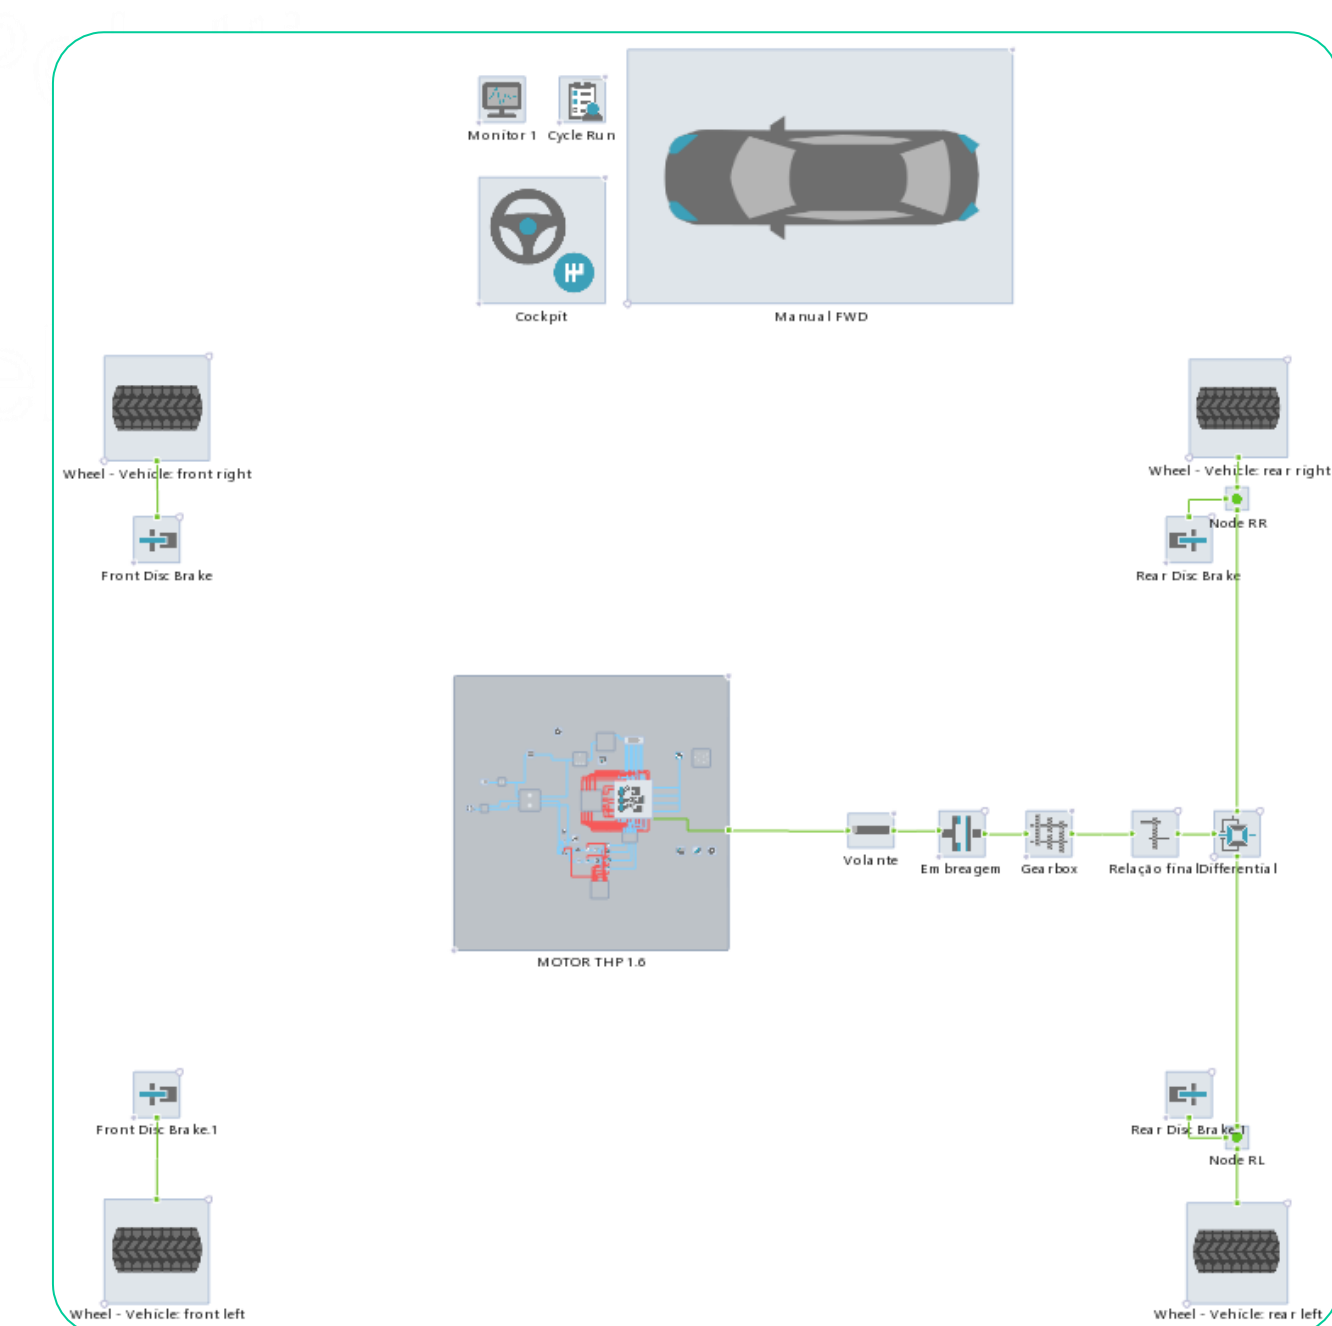 Monitor 1
Cycle Run
Cockpit
Manual FWD
Wheel - Vehicle: front right
Wheel - Vehicle: rear right
Node RR
Front Disc Brake
Rear Disc Brake
Volante
Embreagem
Gearbox
Relação final
Differential
MOTOR THP 1.6
Front Disc Brake.1
Rear Disc Brake.1
Node RL
Wheel - Vehicle: front left
Wheel - Vehicle: rear left